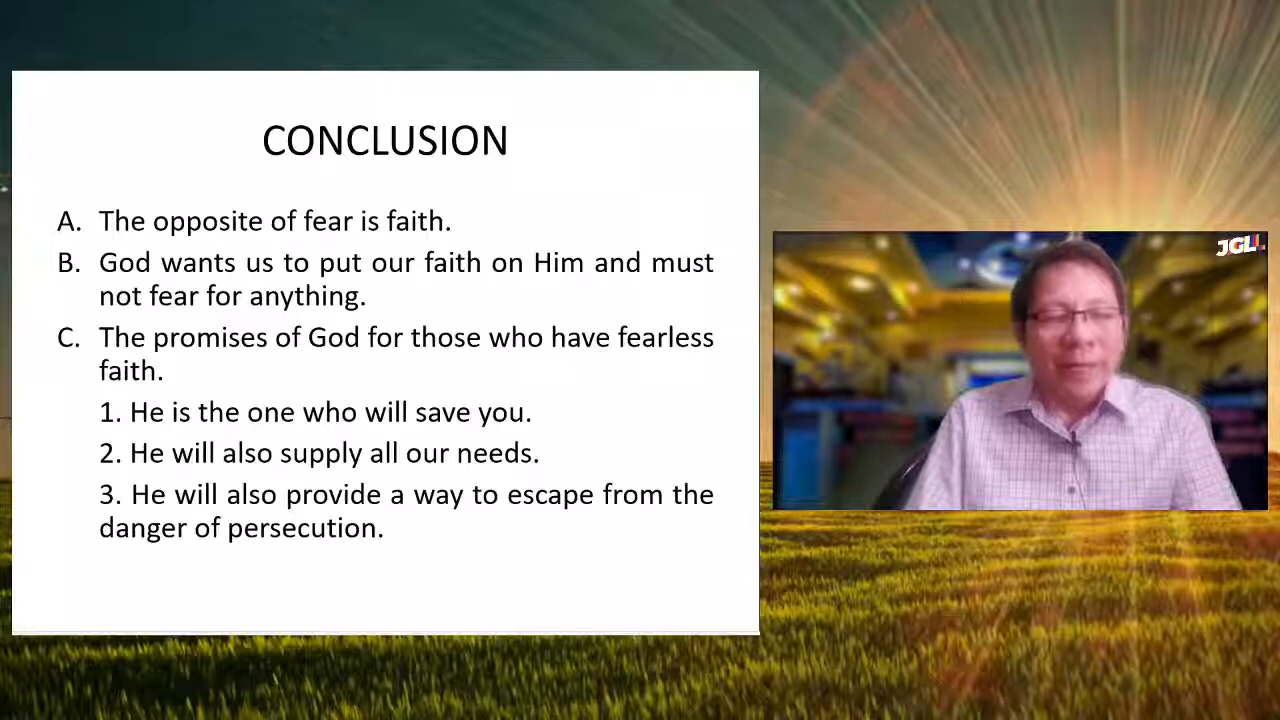 CONCLUSION
A. The opposite of fear is faith.
B. God wants us to put our faith on Him and must
not fear for anything.
C. The promises of God for those who have fearless
faith.
1. He is the one who will save you.
2. He will also supply all our needs.
3. He will also provide a way to escape from the
danger of persecution.
JGLL